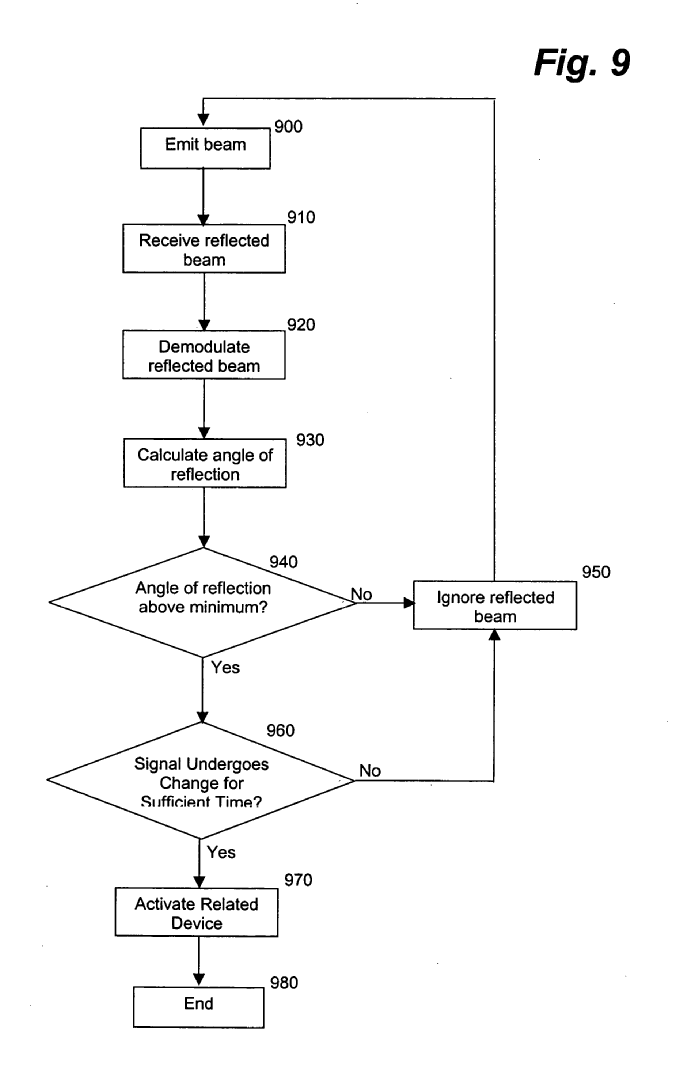 Fig. 9
900
Emit beam
910
Receive reflected
beam
920
Demodulate
reflected beam
930
Calculate angle of
reflection
940
Angle of reflection
above minimum?
No
950
Ignore reflected
beam
Yes
960
Signal Undergoes
Change for
Sufficient Time?
No
Yes
970
Activate Related
Device
980
End